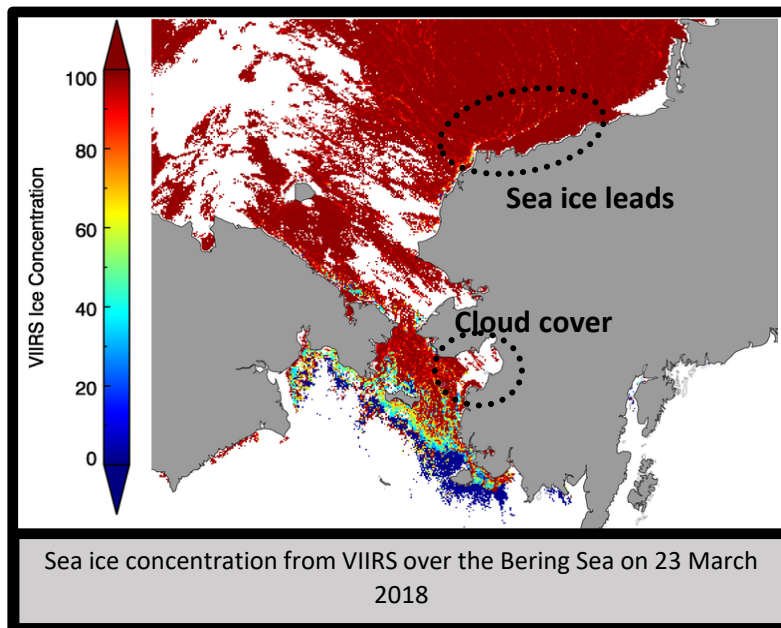 100
80
60
40
20
0
VIIRS Ice Concentration
Sea ice leads
Cloud cover
Sea ice concentration from VIIRS over the Bering Sea on 23 March
2018